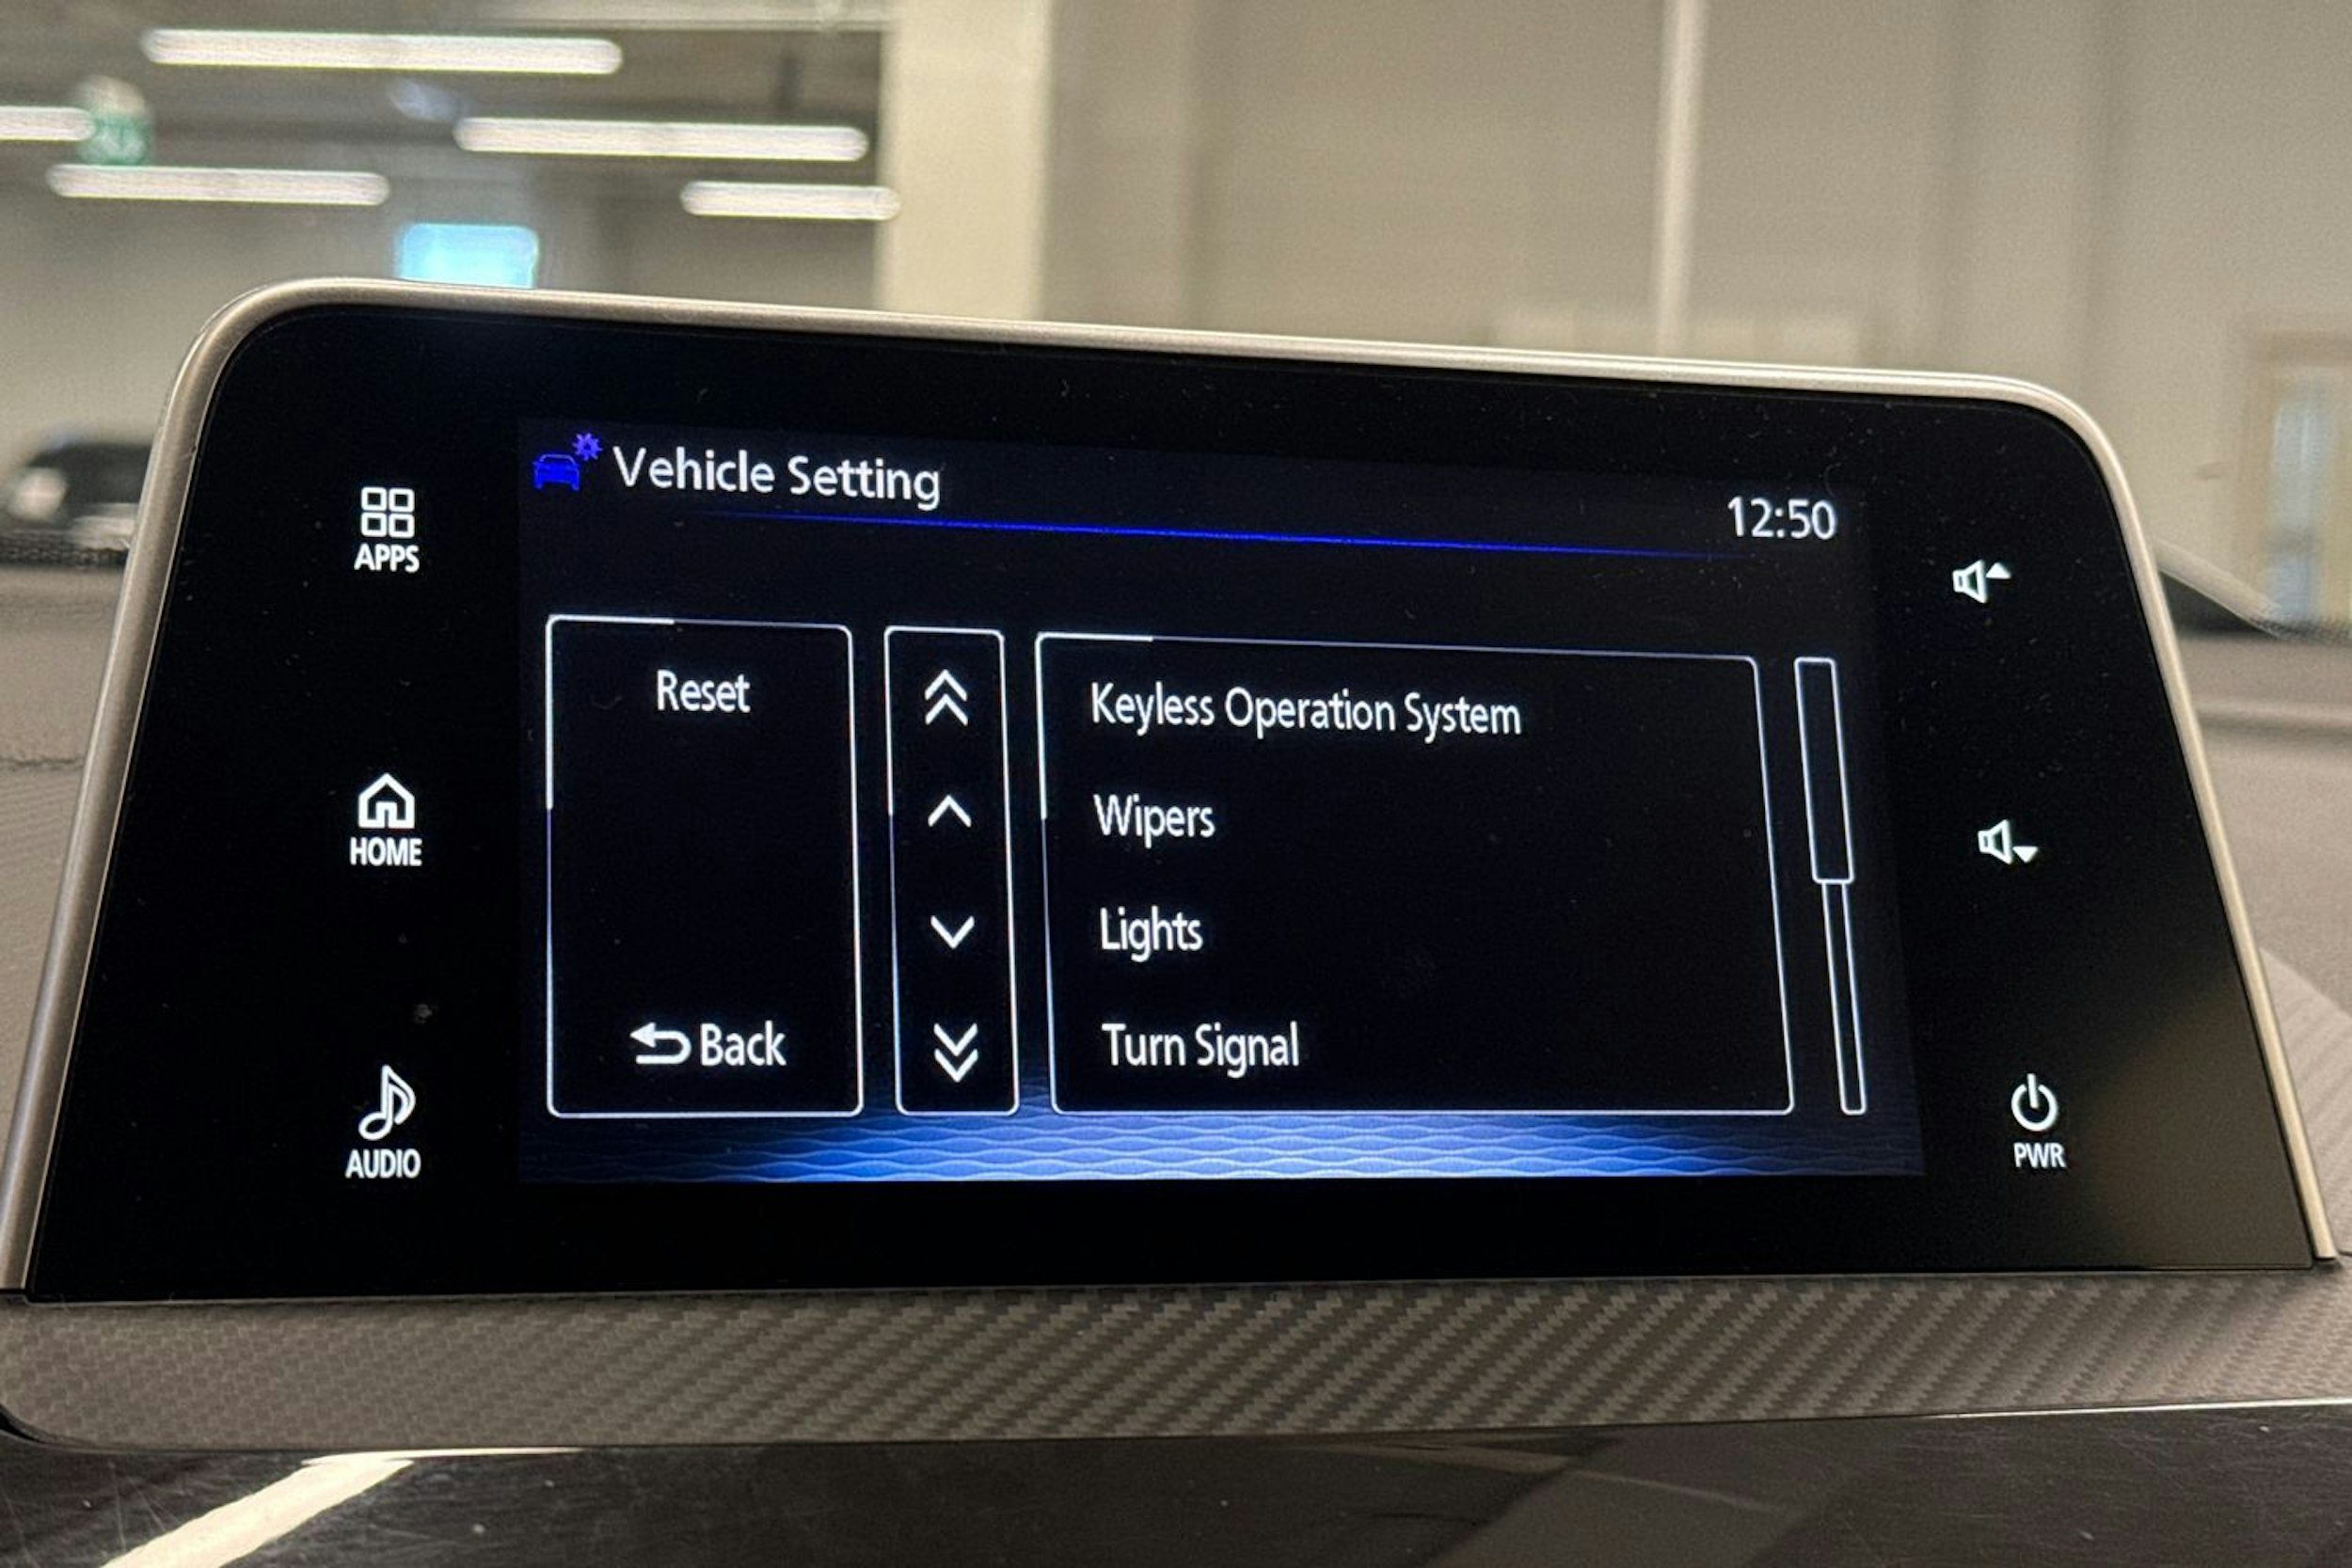 Vehicle Setting
12:50
APPS
HOME
AUDIO
Reset
Back
Keyless Operation System
Wipers
Lights
Turn Signal
PWR